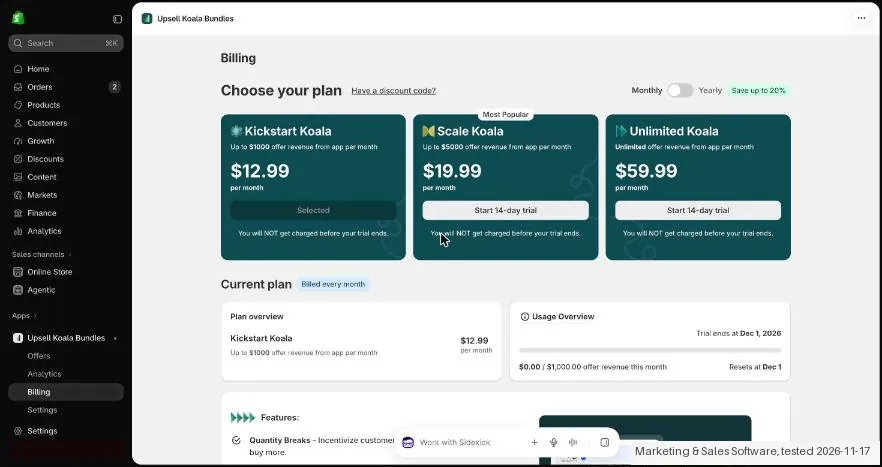 Upsell Koala Bundles
Search ⌘K
Home
Orders 2
Products
Customers
Growth
Discounts
Content
Markets
Finance
Analytics
Sales channels
Online Store
Agentic
Apps
Upsell Koala Bundles
Offers
Analytics
Billing
Settings
Settings
Billing
Choose your plan Have a discount code? Monthly Yearly Save up to 20%
Most Popular
Kickstart Koala
Up to $1000 offer revenue from app per month
$12.99
per month
Selected
You will NOT get charged before your trial ends.
Scale Koala
Up to $5000 offer revenue from app per month
$19.99
per month
Start 14-day trial
You will NOT get charged before your trial ends.
Unlimited Koala
Unlimited offer revenue from app per month
$59.99
per month
Start 14-day trial
You will NOT get charged before your trial ends.
Current plan Billed every month
Plan overview
Kickstart Koala
Up to $1000 offer revenue from app per month
$12.99
per month
Usage Overview
Trial ends at Dec 1, 2026
$0.00 / $1,000.00 offer revenue this month Resets at Dec 1
Features:
Quantity Breaks - Incentivize customer
buy more.
Work with Sidekick
Marketing & Sales Software, tested 2026-11-17